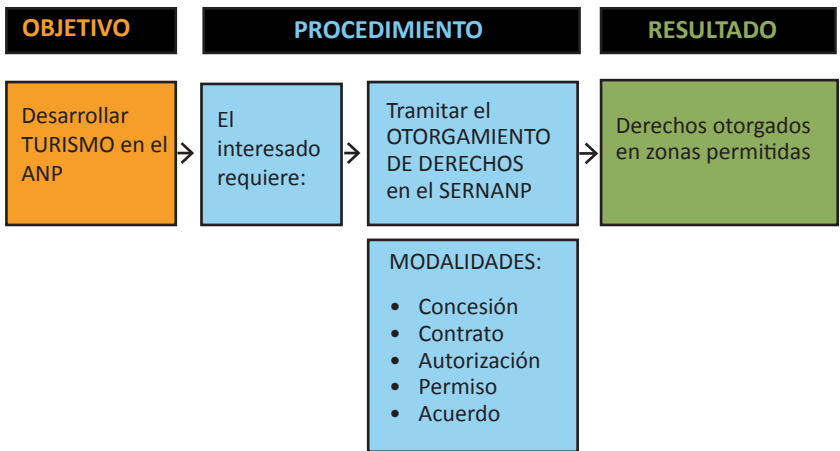 OBJETIVO
PROCEDIMIENTO
RESULTADO
Desarrollar
TURISMO en el
ANP
El
interesado
requiere:
Tramitar el
OTORGAMIENTO
DE DERECHOS
en el SERNANP
Derechos otorgados
en zonas permitidas
MODALIDADES:
• Concesión
• Contrato
• Autorización
• Permiso
• Acuerdo